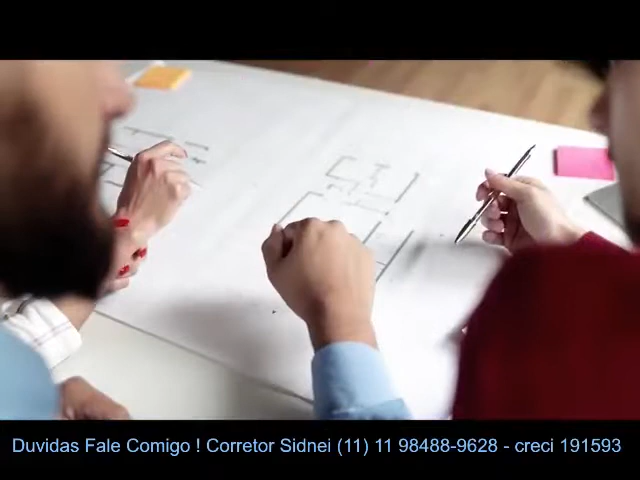 Duvidas Fale Comigo ! Corretor Sidnei (11) 11 98488-9628 - creci 191593